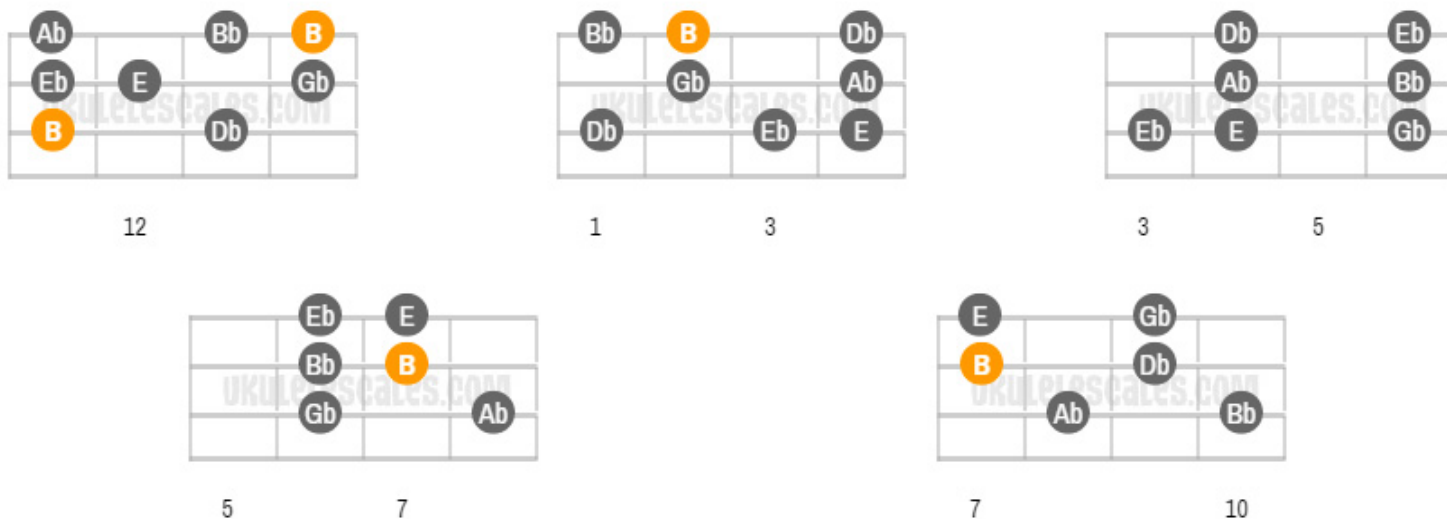 Ab Bb B Bb B Db Db Eb
Eb E Gb Gb Ab Ab Bb
UKULELESCALES.COM UKULELESCALES.COM UKULELESCALES.COM
B Db Db Eb E Eb E Gb
12 1 3 3 5
Eb E E Gb
Bb B B Db
UKULELESCALES.COM UKULELESCALES.COM
Gb Ab Ab Bb
5 7 7 10